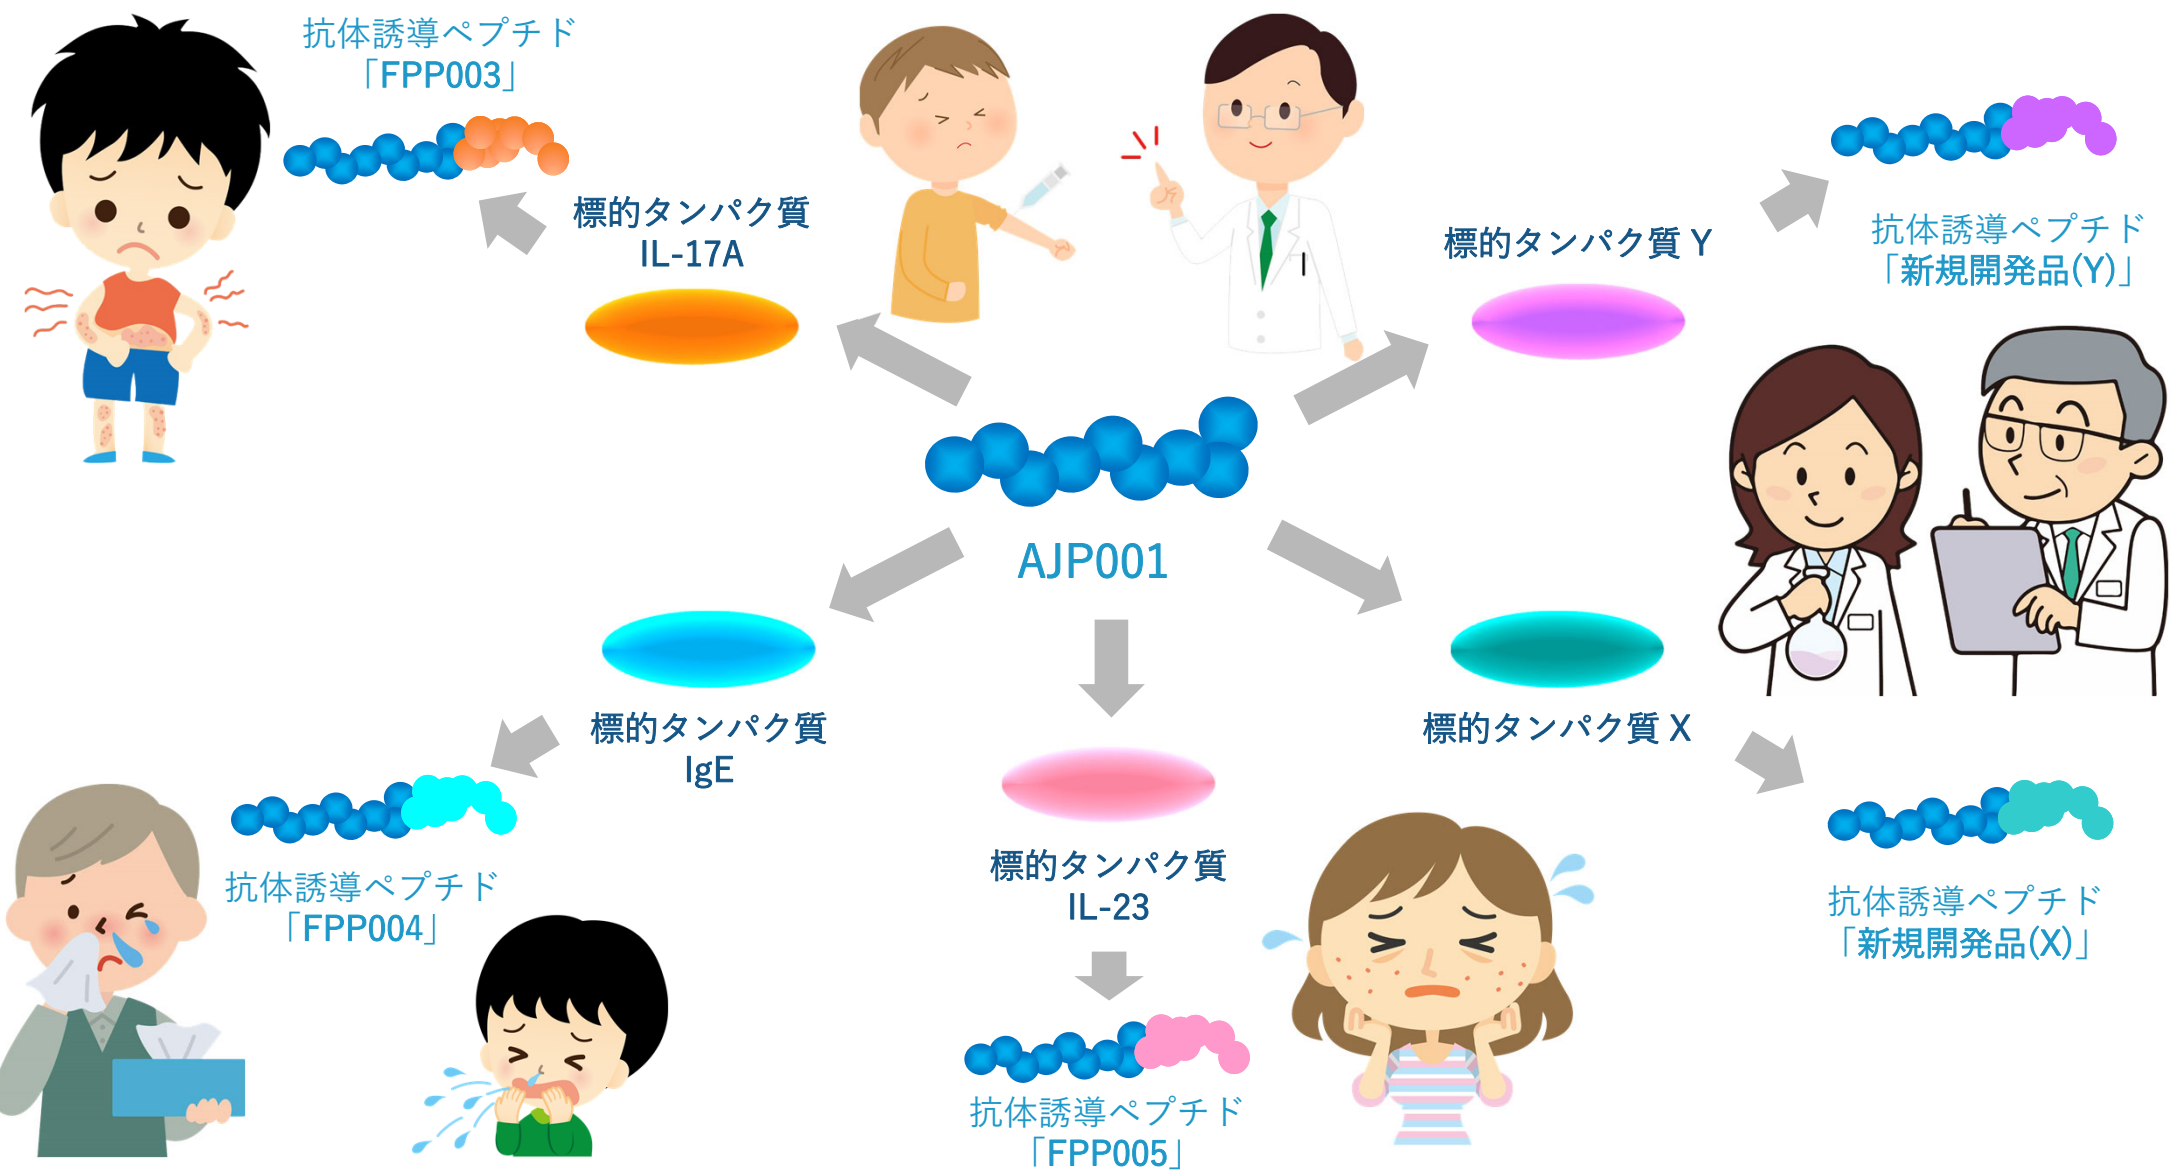 抗体誘導ペプチド
「FPP003」
標的タンパク質
IL-17A
標的タンパク質 Y
抗体誘導ペプチド
「新規開発品(Y)」
AJP001
標的タンパク質
IgE
抗体誘導ペプチド
「FPP004」
標的タンパク質
IL-23
抗体誘導ペプチド
「FPP005」
標的タンパク質 X
抗体誘導ペプチド
「新規開発品(X)」